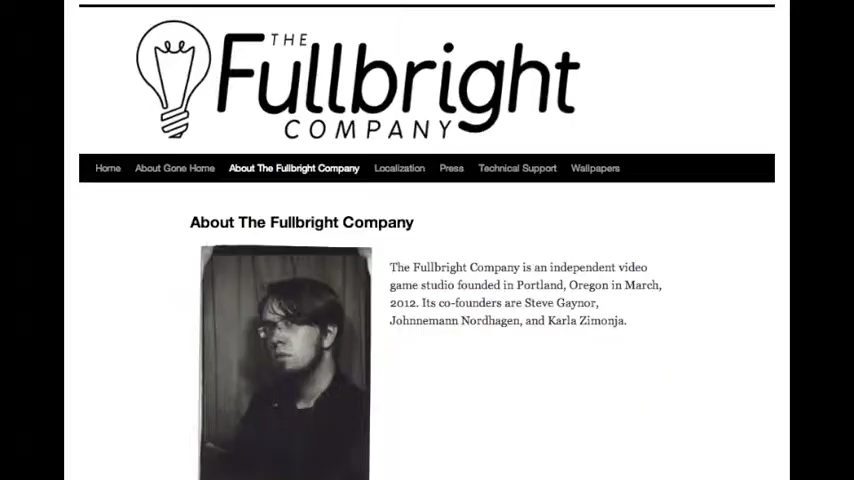 THE
Fullbright
COMPANY
Home About Gone Home About The Fullbright Company Localization Press Technical Support Wallpapers
About The Fullbright Company
The Fullbright Company is an independent video
game studio founded in Portland, Oregon in March,
2012. Its co-founders are Steve Gaynor,
Johnnemann Nordhagen, and Karla Zimonja.